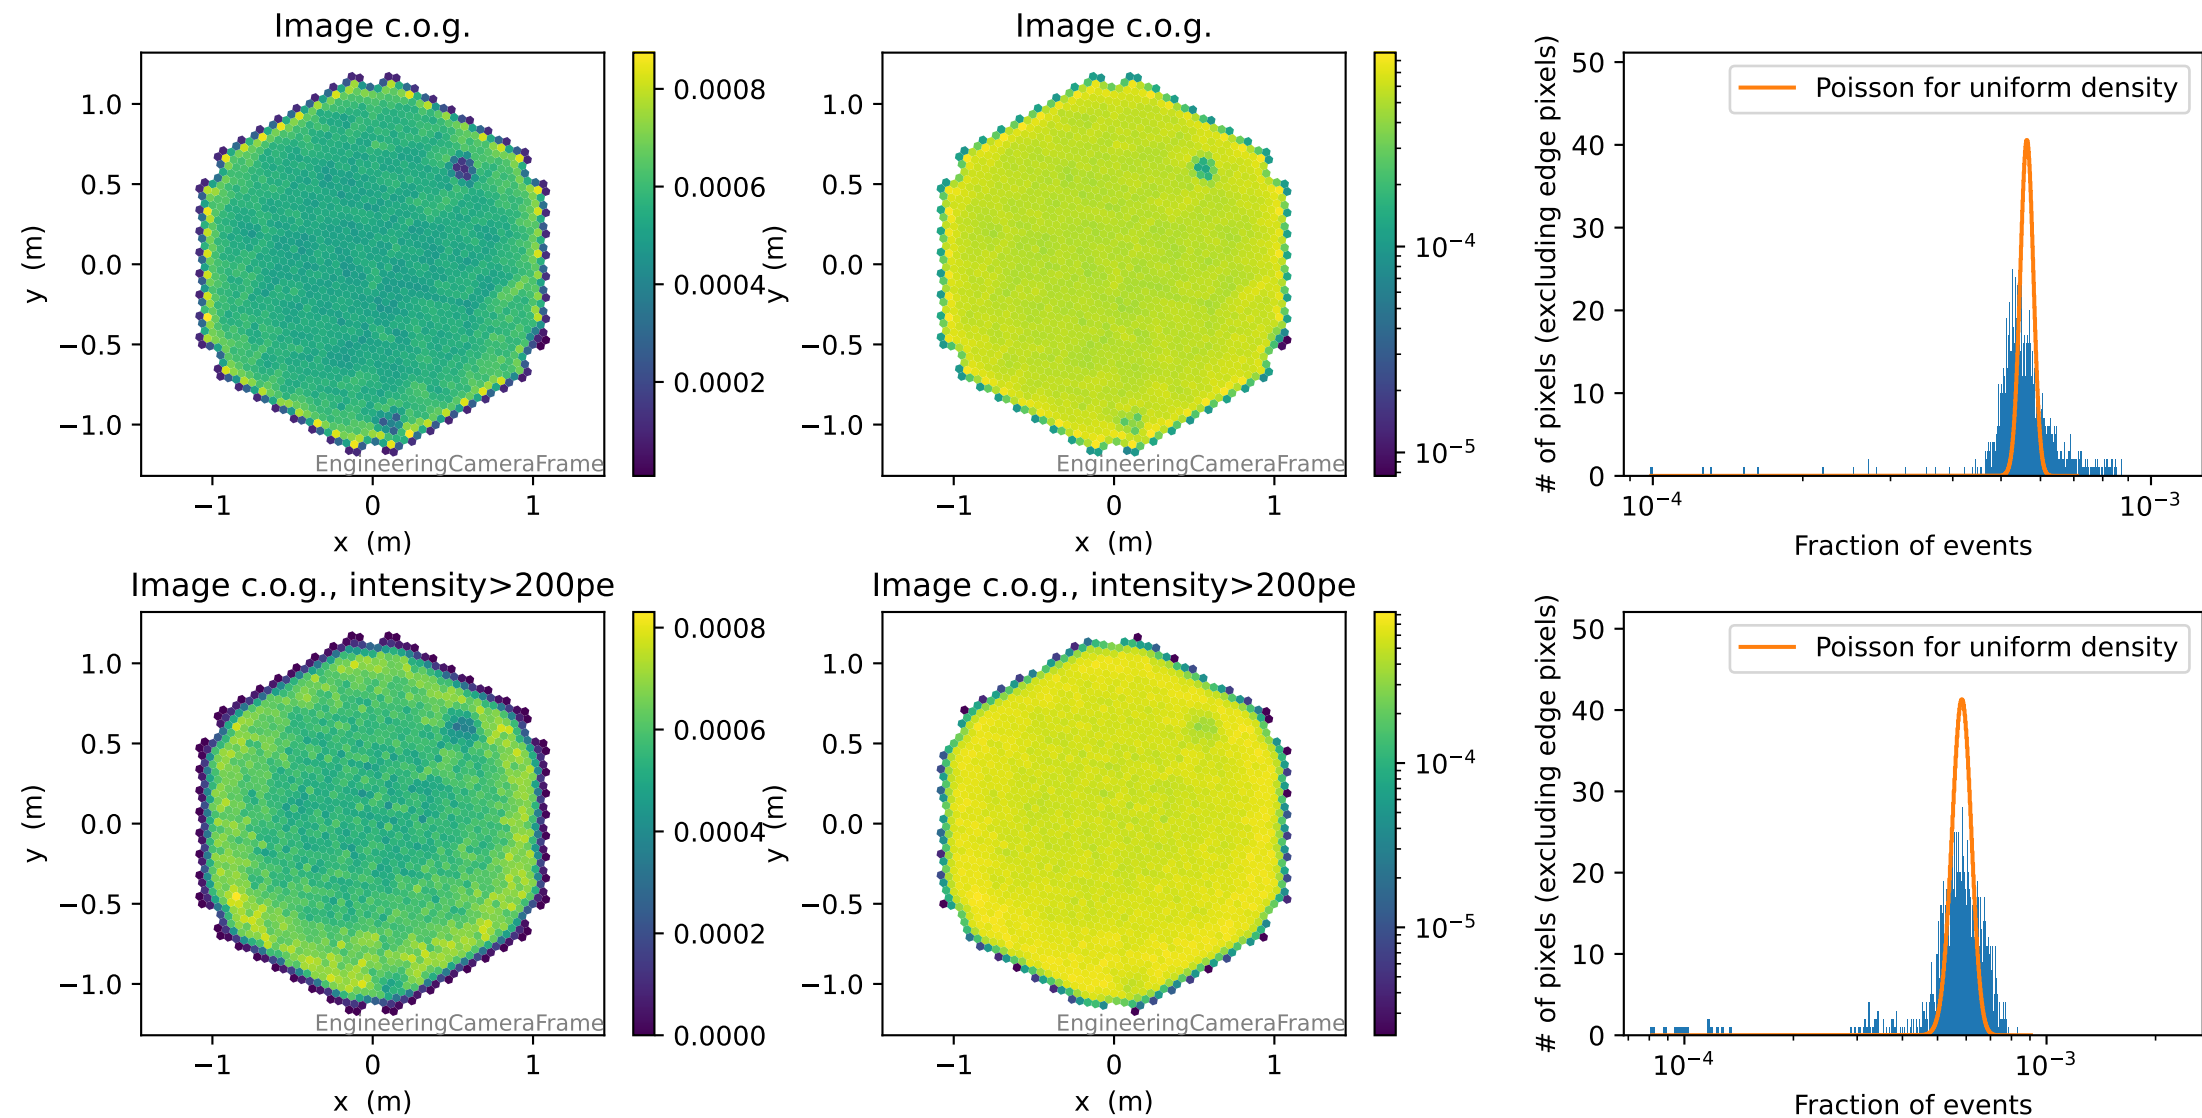 Image c.o.g.
1.0
0.5
0.0
−0.5
−1.0
y (m)
−1
0
1
x (m)
EngineeringCameraFrame
0.0008
0.0006
0.0004
0.0002
Image c.o.g.
1.0
0.5
0.0
−0.5
−1.0
y (m)
−1
0
1
x (m)
EngineeringCameraFrame
10⁻⁴
10⁻⁵
50
40
30
20
10
0
# of pixels (excluding edge pixels)
Poisson for uniform density
10⁻⁴
10⁻³
Fraction of events
Image c.o.g., intensity>200pe
1.0
0.5
0.0
−0.5
−1.0
y (m)
−1
0
1
x (m)
EngineeringCameraFrame
0.0008
0.0006
0.0004
0.0002
0.0000
Image c.o.g., intensity>200pe
1.0
0.5
0.0
−0.5
−1.0
y (m)
−1
0
1
x (m)
EngineeringCameraFrame
10⁻⁴
10⁻⁵
50
40
30
20
10
0
# of pixels (excluding edge pixels)
Poisson for uniform density
10⁻⁴
10⁻³
Fraction of events